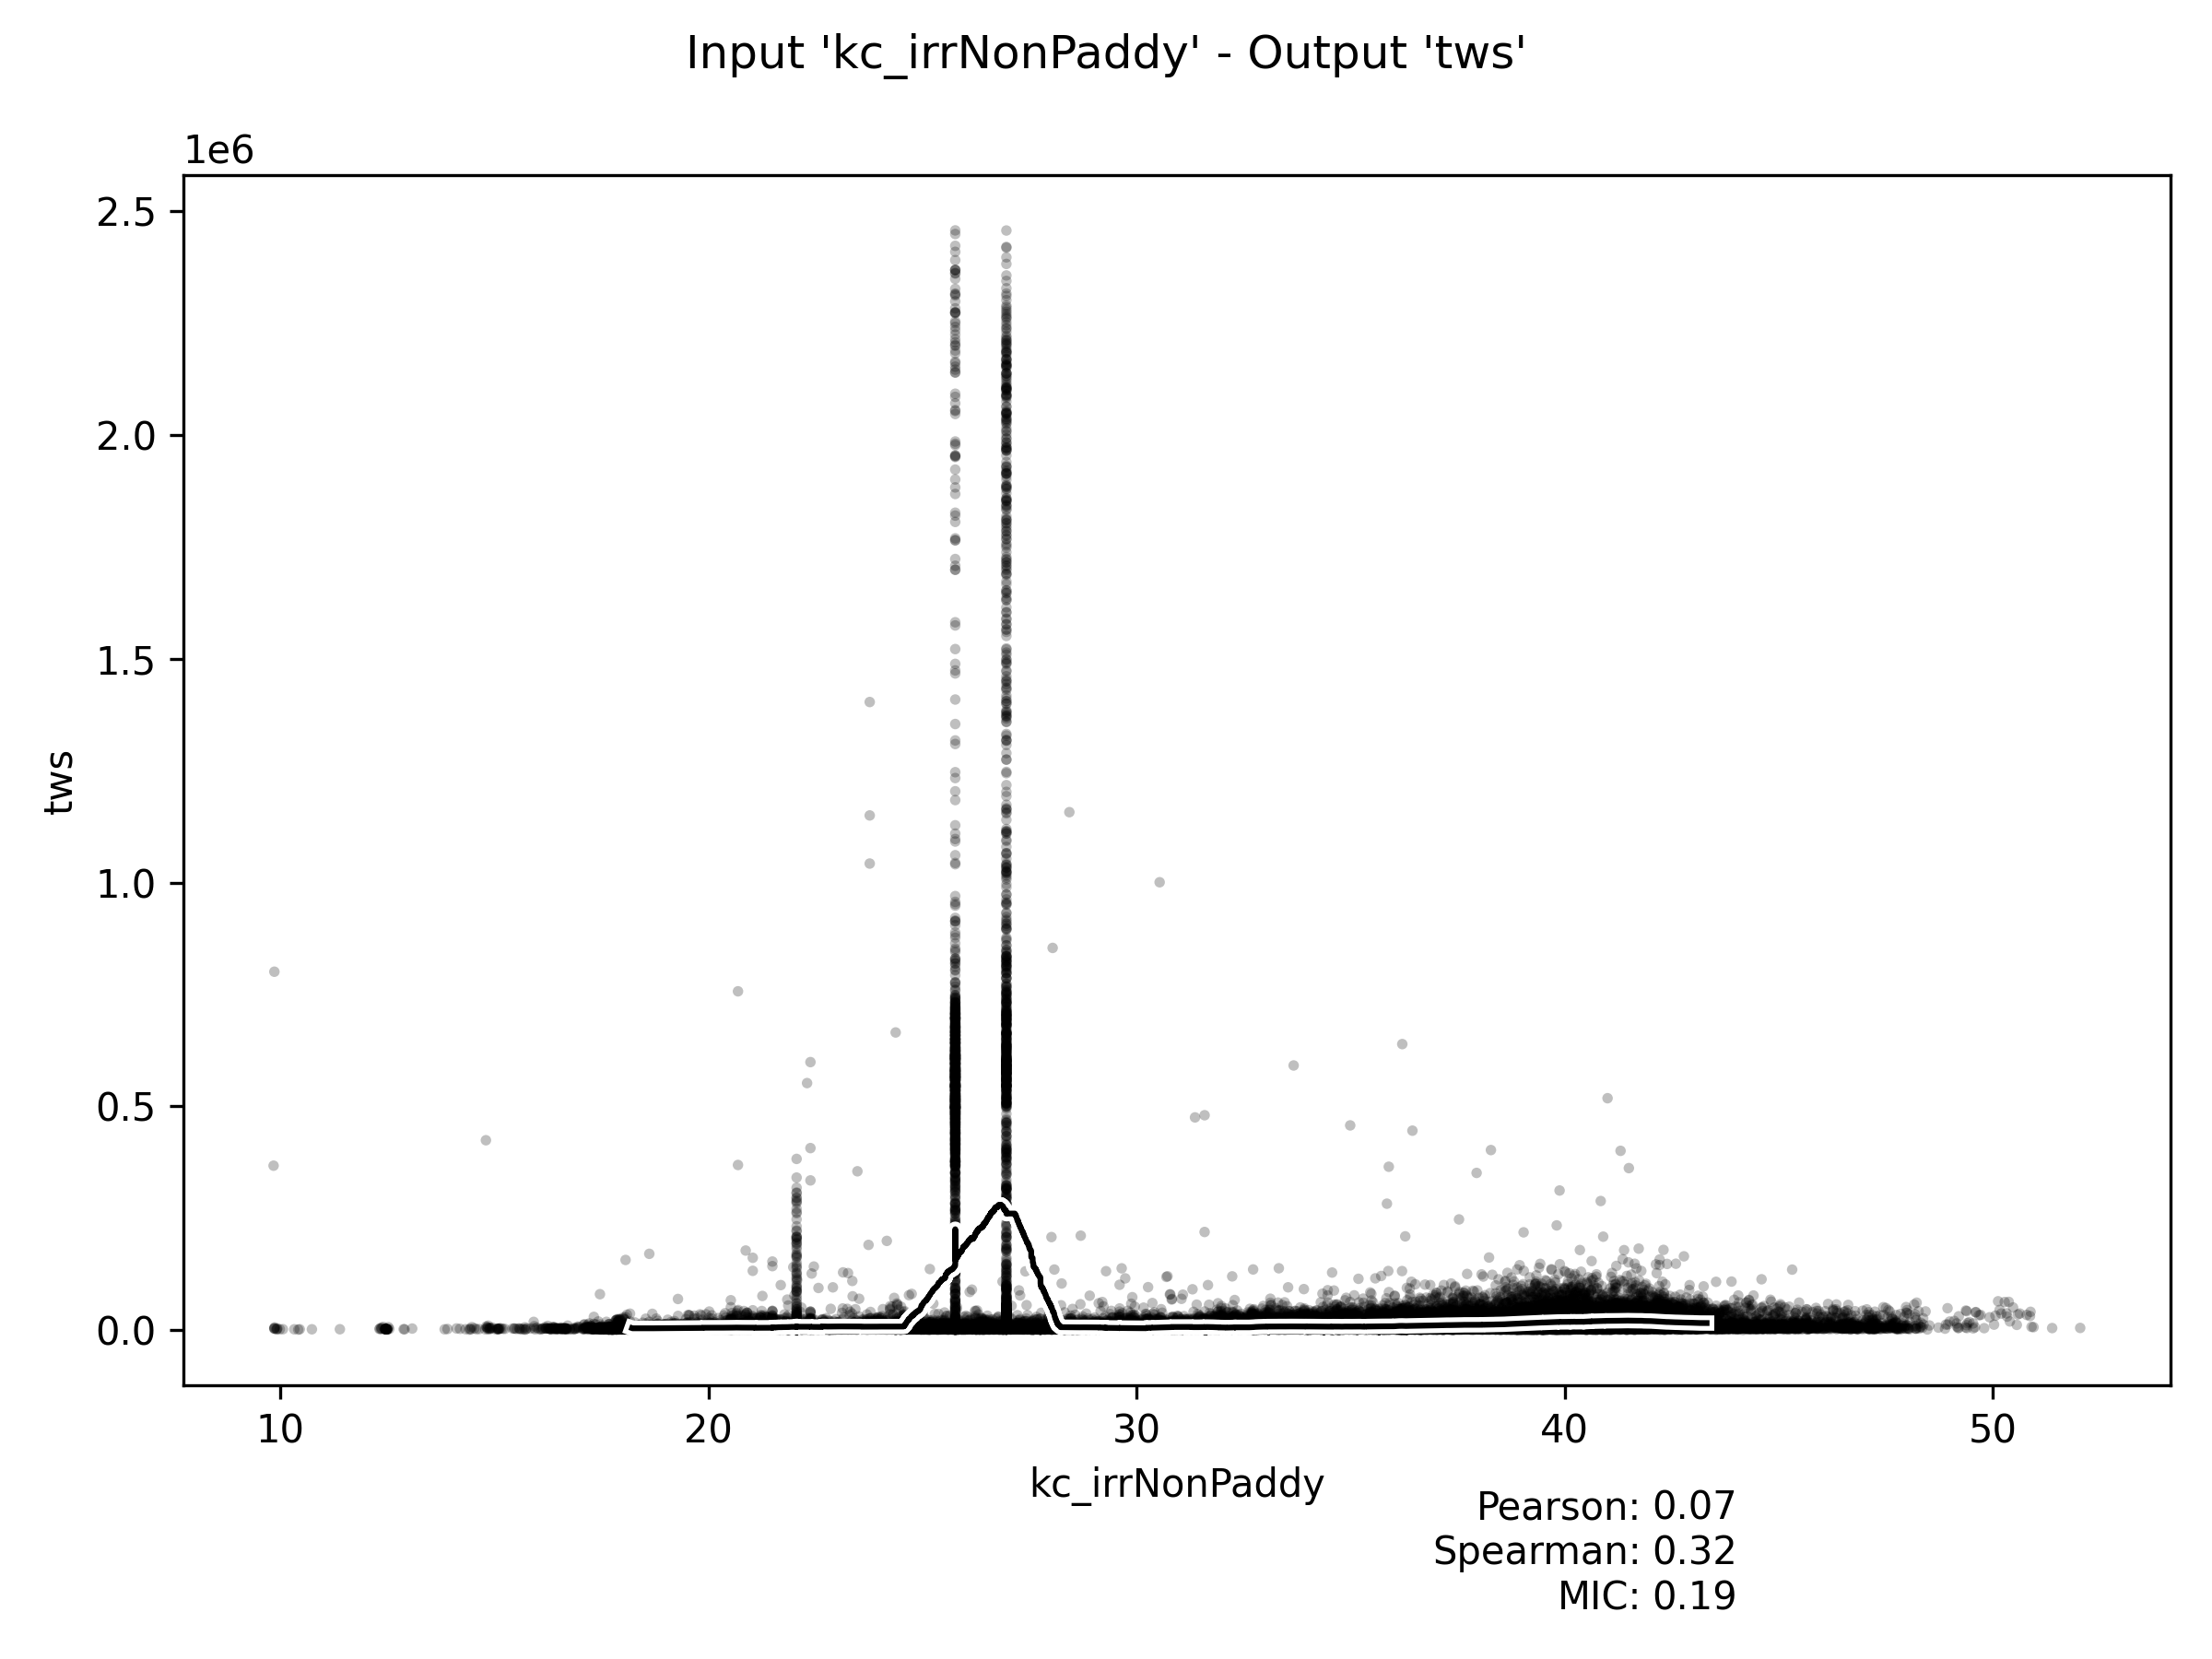 Input 'kc_irrNonPaddy' - Output 'tws'
1e6
2.5
2.0
1.5
1.0
0.5
0.0
tws
10 20 30 40 50
kc_irrNonPaddy
Pearson: 0.07
Spearman: 0.32
MIC: 0.19